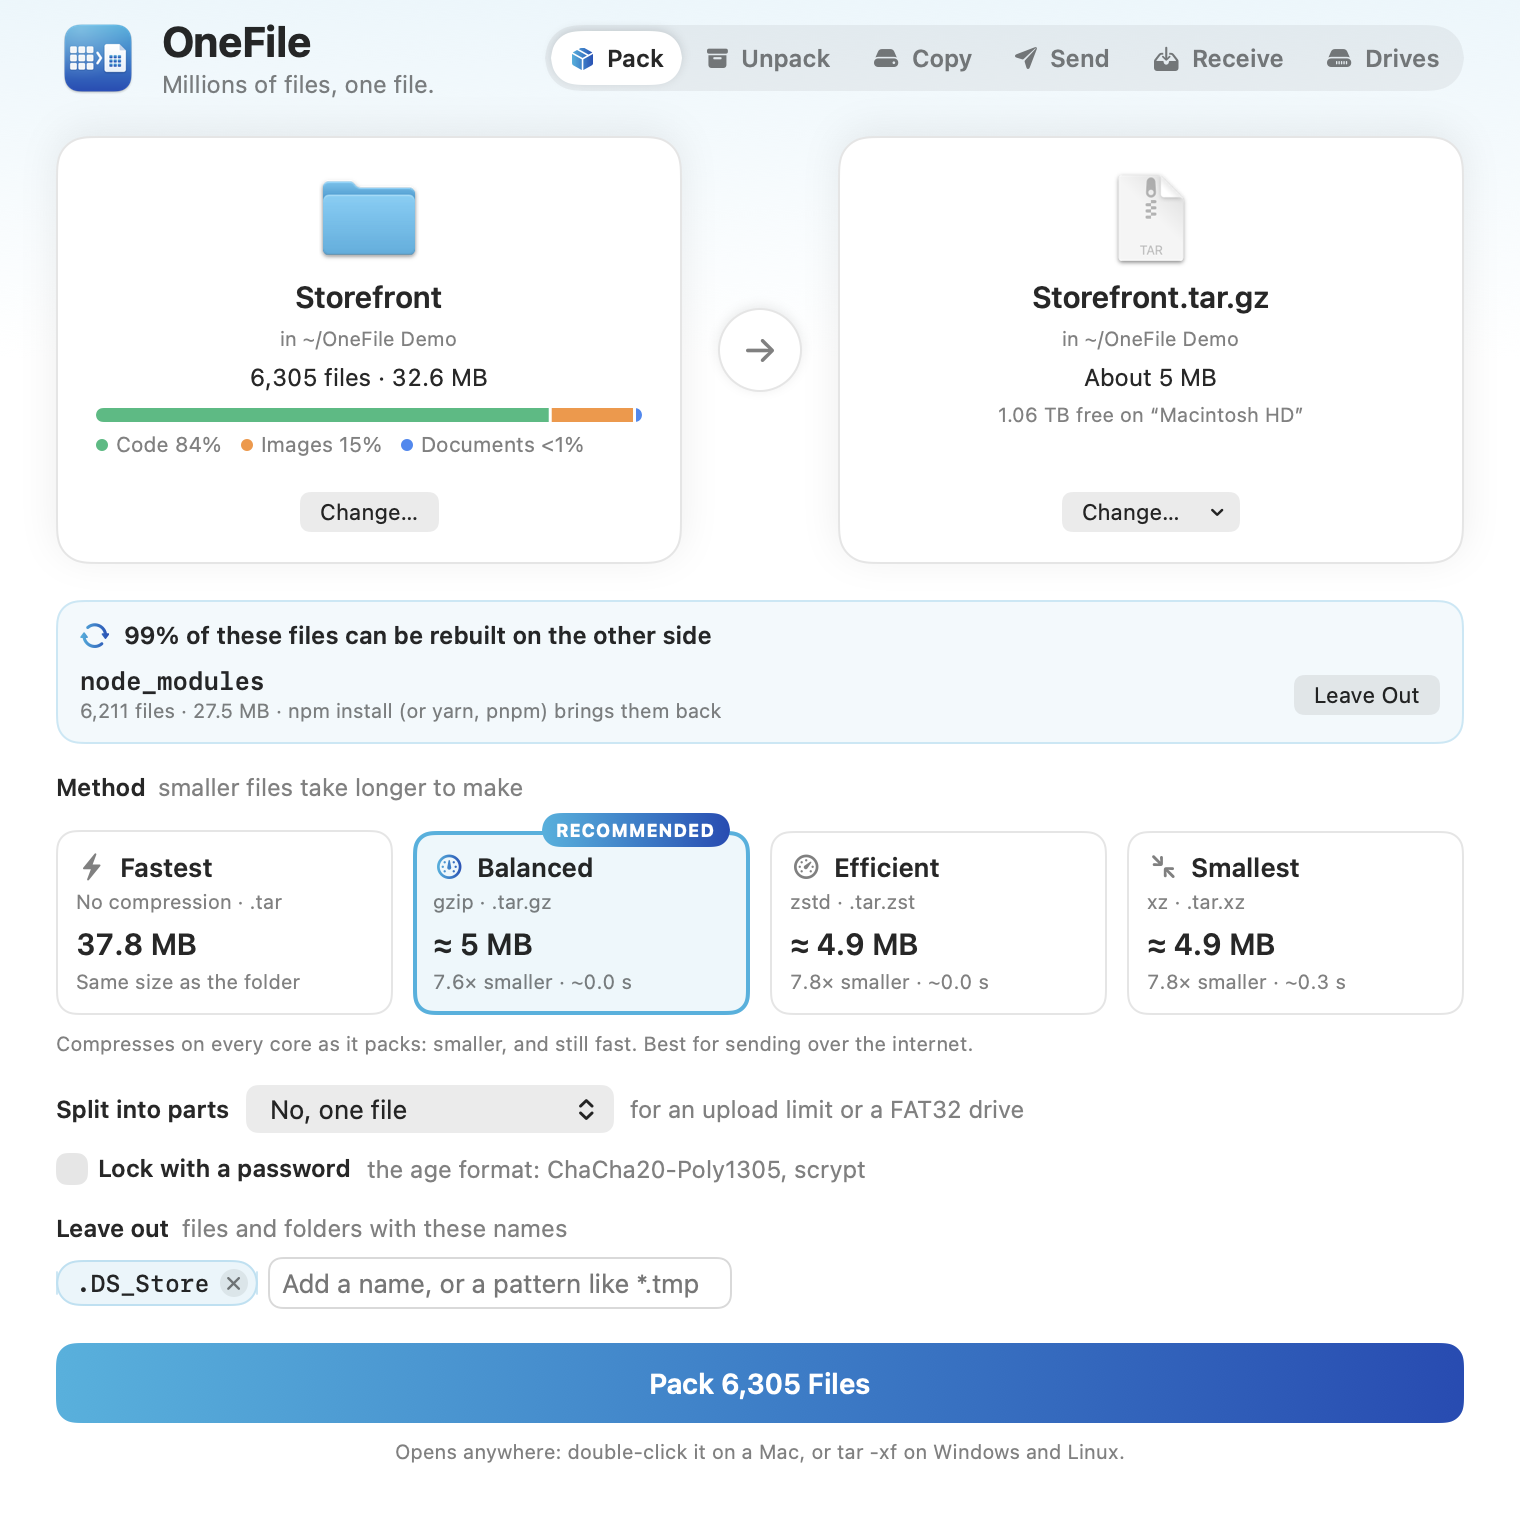 OneFile
Millions of files, one file.
Pack
Unpack
Copy
Send
Receive
Drives
Storefront
in ~/OneFile Demo
6,305 files · 32.6 MB
Code 84%
Images 15%
Documents <1%
Change...
TAR
Storefront.tar.gz
in ~/OneFile Demo
About 5 MB
1.06 TB free on “Macintosh HD”
Change...
99% of these files can be rebuilt on the other side
node_modules
6,211 files · 27.5 MB · npm install (or yarn, pnpm) brings them back
Leave Out
Method smaller files take longer to make
Fastest
No compression · .tar
37.8 MB
Same size as the folder
RECOMMENDED
Balanced
gzip · .tar.gz
≈ 5 MB
7.6× smaller · ~0.0 s
Efficient
zstd · .tar.zst
≈ 4.9 MB
7.8× smaller · ~0.0 s
Smallest
xz · .tar.xz
≈ 4.9 MB
7.8× smaller · ~0.3 s
Compresses on every core as it packs: smaller, and still fast. Best for sending over the internet.
Split into parts No, one file for an upload limit or a FAT32 drive
Lock with a password the age format: ChaCha20-Poly1305, scrypt
Leave out files and folders with these names
.DS_Store Add a name, or a pattern like *.tmp
Pack 6,305 Files
Opens anywhere: double-click it on a Mac, or tar -xf on Windows and Linux.